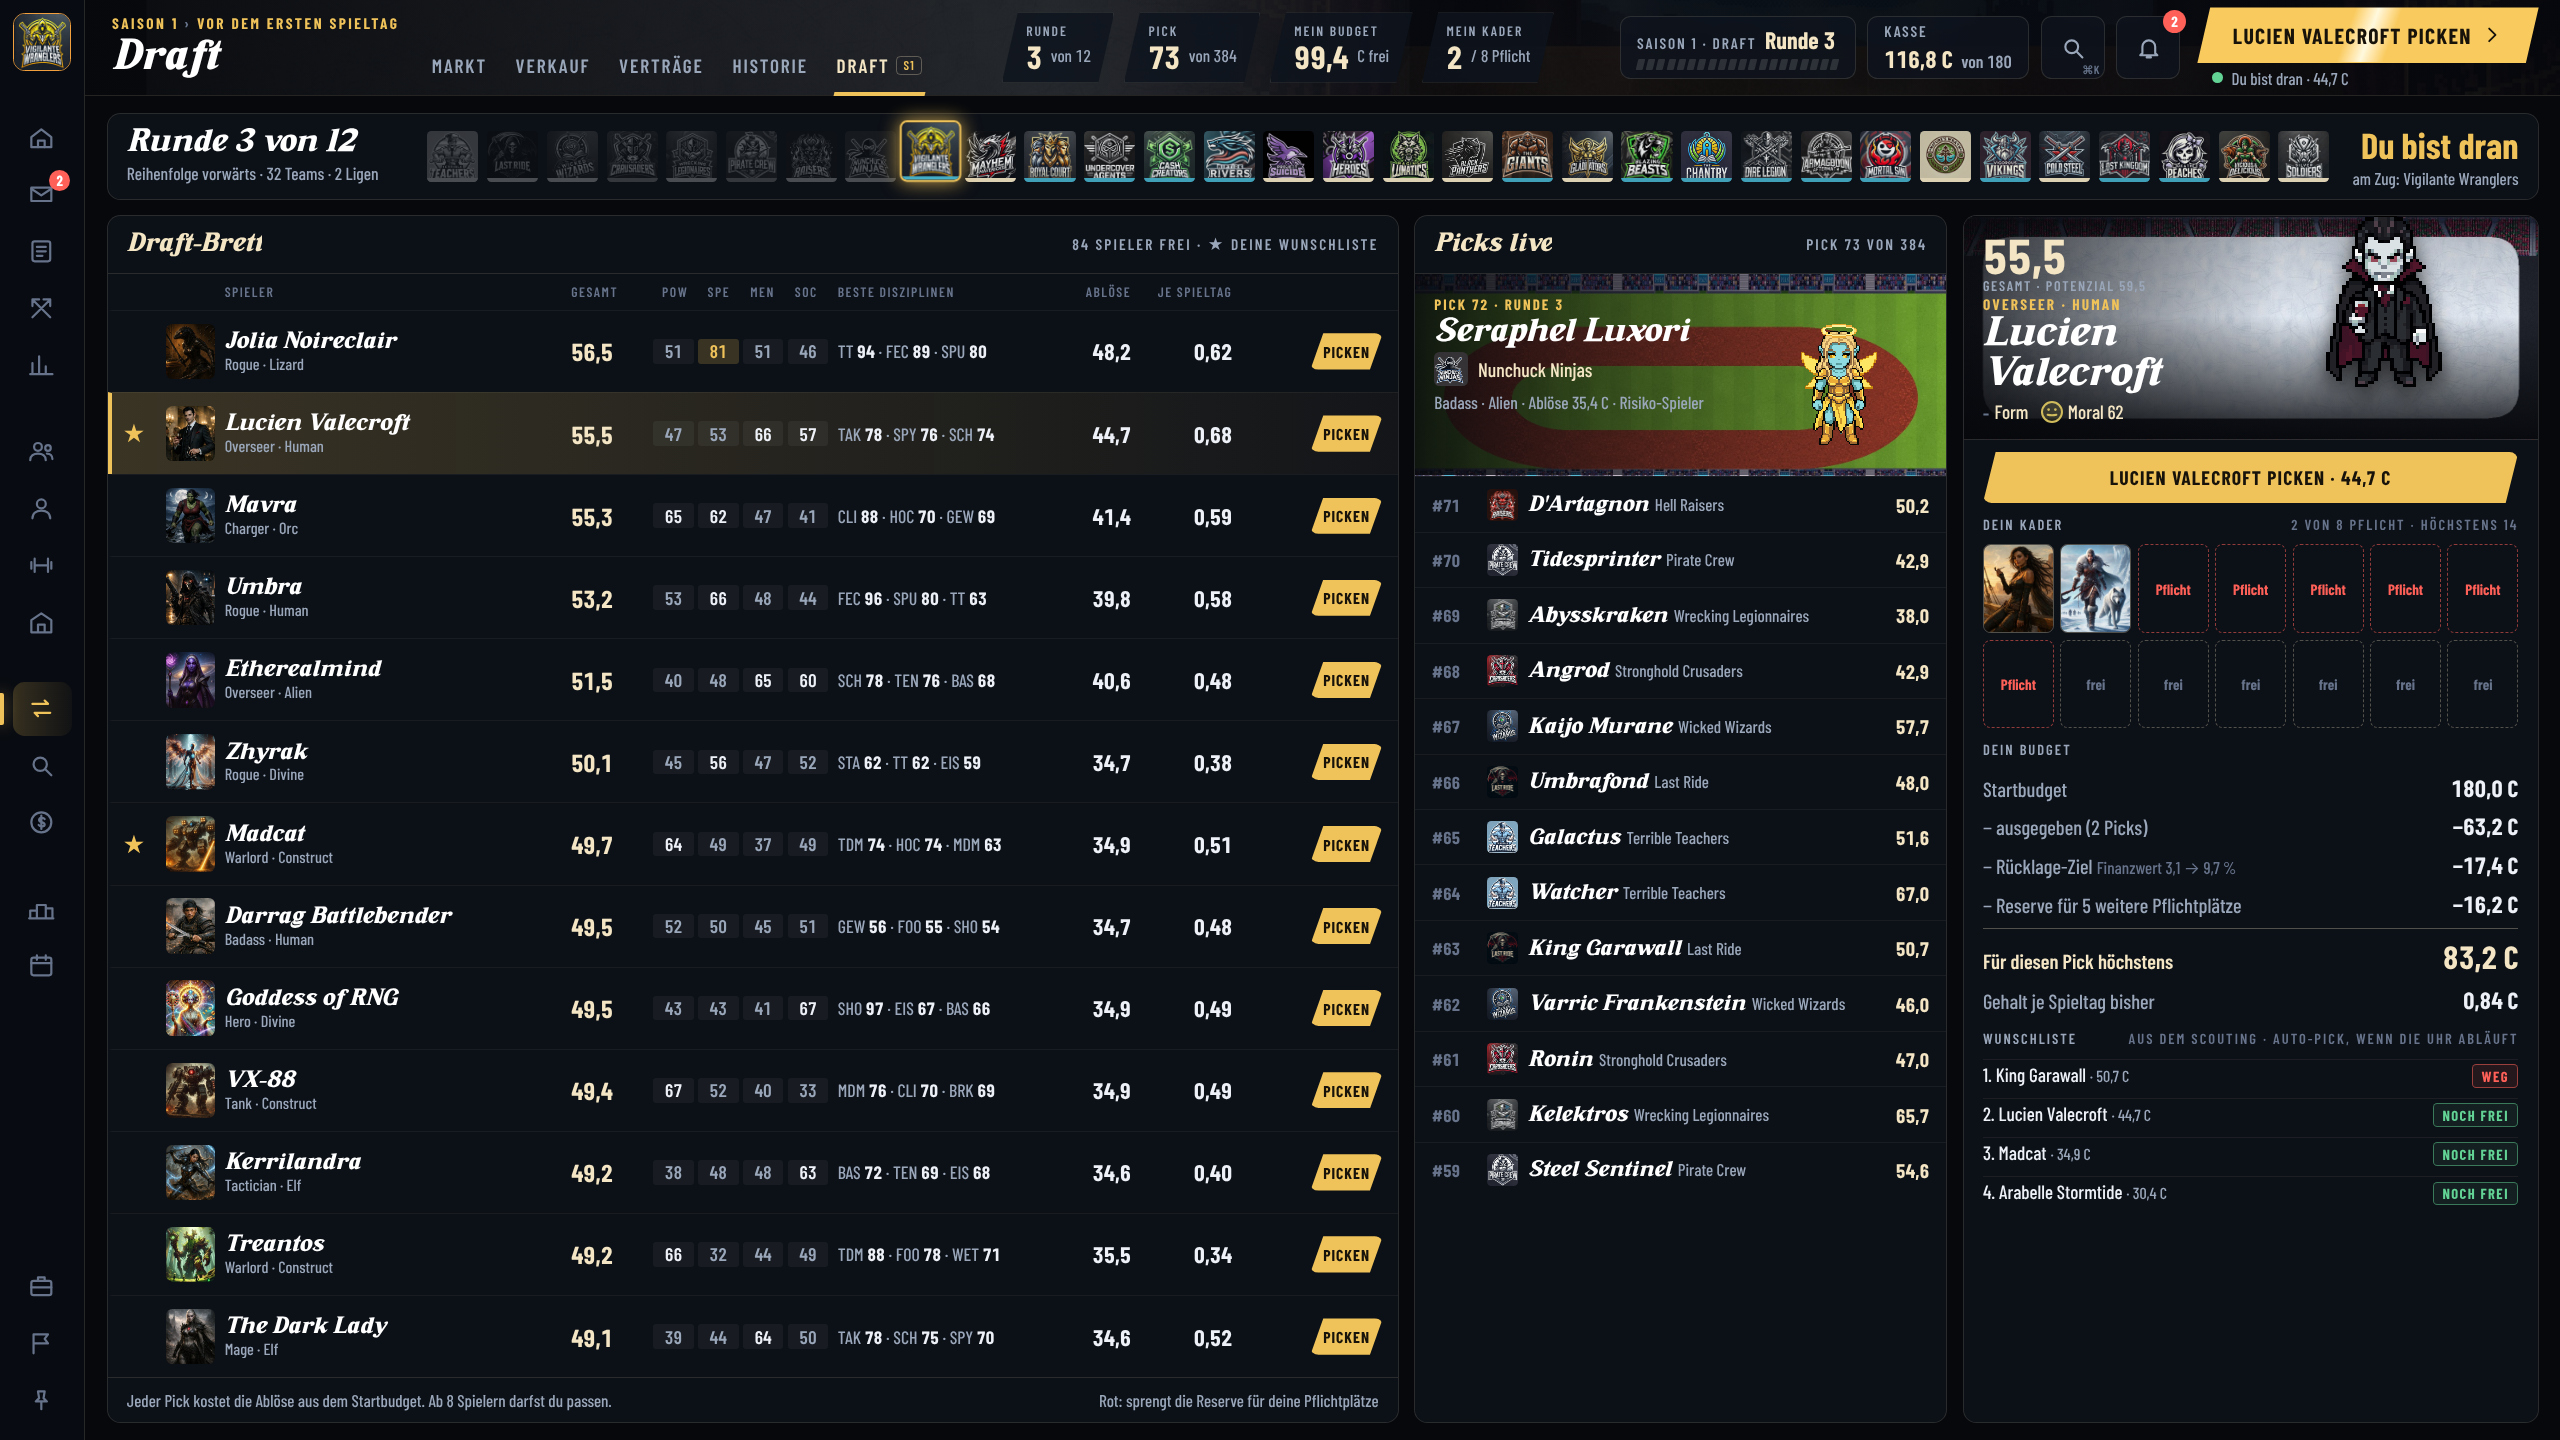 SAISON 1 › VOR DEM ERSTEN SPIELTAG
Draft
MARKT
VERKAUF
VERTRÄGE
HISTORIE
DRAFT S1
RUNDE
3 von 12
PICK
73 von 384
MEIN BUDGET
99,4 C frei
MEIN KADER
2 / 8 Pflicht
SAISON 1 · DRAFT Runde 3
KASSE
116,8 C von 180
⌘K
2
LUCIEN VALECROFT PICKEN
Du bist dran · 44,7 C
2
Runde 3 von 12
Reihenfolge vorwärts · 32 Teams · 2 Ligen
Du bist dran
am Zug: Vigilante Wranglers
Draft-Brett
84 SPIELER FREI · ★ DEINE WUNSCHLISTE
SPIELER GESAMT POW SPE MEN SOC BESTE DISZIPLINEN ABLÖSE JE SPIELTAG
Jolia Noireclair
Rogue · Lizard
56,5 51 81 51 46 TT 94 · FEC 89 · SPU 80 48,2 0,62 PICKEN
★ Lucien Valecroft
Overseer · Human
55,5 47 53 66 57 TAK 78 · SPY 76 · SCH 74 44,7 0,68 PICKEN
Mavra
Charger · Orc
55,3 65 62 47 41 CLI 88 · HOC 70 · GEW 69 41,4 0,59 PICKEN
Umbra
Rogue · Human
53,2 53 66 48 44 FEC 96 · SPU 80 · TT 63 39,8 0,58 PICKEN
Etherealmind
Overseer · Alien
51,5 40 48 65 60 SCH 78 · TEN 76 · BAS 68 40,6 0,48 PICKEN
Zhyrak
Rogue · Divine
50,1 45 56 47 52 STA 62 · TT 62 · EIS 59 34,7 0,38 PICKEN
★ Madcat
Warlord · Construct
49,7 64 49 37 49 TDM 74 · HOC 74 · MDM 63 34,9 0,51 PICKEN
Darrag Battlebender
Badass · Human
49,5 52 50 45 51 GEW 56 · FOO 55 · SHO 54 34,7 0,48 PICKEN
Goddess of RNG
Hero · Divine
49,5 43 43 41 67 SHO 97 · EIS 67 · BAS 66 34,9 0,49 PICKEN
VX-88
Tank · Construct
49,4 67 52 40 33 MDM 76 · CLI 70 · BRK 69 34,9 0,49 PICKEN
Kerrilandra
Tactician · Elf
49,2 38 48 48 63 BAS 72 · TEN 69 · EIS 68 34,6 0,40 PICKEN
Treantos
Warlord · Construct
49,2 66 32 44 49 TDM 88 · FOO 78 · WET 71 35,5 0,34 PICKEN
The Dark Lady
Mage · Elf
49,1 39 44 64 50 TAK 78 · SCH 75 · SPY 70 34,6 0,52 PICKEN
Jeder Pick kostet die Ablöse aus dem Startbudget. Ab 8 Spielern darfst du passen.
Rot: sprengt die Reserve für deine Pflichtplätze
Picks live
PICK 73 VON 384
PICK 72 · RUNDE 3
Seraphel Luxori
Nunchuck Ninjas
Badass · Alien · Ablöse 35,4 C · Risiko-Spieler
#71 D'Artagnon Hell Raisers 50,2
#70 Tidesprinter Pirate Crew 42,9
#69 Abysskraken Wrecking Legionnaires 38,0
#68 Angrod Stronghold Crusaders 42,9
#67 Kaijo Murane Wicked Wizards 57,7
#66 Umbrafond Last Ride 48,0
#65 Galactus Terrible Teachers 51,6
#64 Watcher Terrible Teachers 67,0
#63 King Garawall Last Ride 50,7
#62 Varric Frankenstein Wicked Wizards 46,0
#61 Ronin Stronghold Crusaders 47,0
#60 Kelektros Wrecking Legionnaires 65,7
#59 Steel Sentinel Pirate Crew 54,6
55,5
GESAMT · POTENZIAL 59,5
OVERSEER · HUMAN
Lucien
Valecroft
- Form Moral 62
LUCIEN VALECROFT PICKEN · 44,7 C
DEIN KADER
2 VON 8 PFLICHT · HÖCHSTENS 14
Pflicht Pflicht Pflicht Pflicht Pflicht
Pflicht frei frei frei frei frei frei
DEIN BUDGET
Startbudget 180,0 C
– ausgegeben (2 Picks) −63,2 C
– Rücklage-Ziel Finanzwert 3,1 → 9,7 % −17,4 C
– Reserve für 5 weitere Pflichtplätze −16,2 C
Für diesen Pick höchstens 83,2 C
Gehalt je Spieltag bisher 0,84 C
WUNSCHLISTE
AUS DEM SCOUTING · AUTO-PICK, WENN DIE UHR ABLÄUFT
1. King Garawall · 50,7 C WEG
2. Lucien Valecroft · 44,7 C NOCH FREI
3. Madcat · 34,9 C NOCH FREI
4. Arabelle Stormtide · 30,4 C NOCH FREI